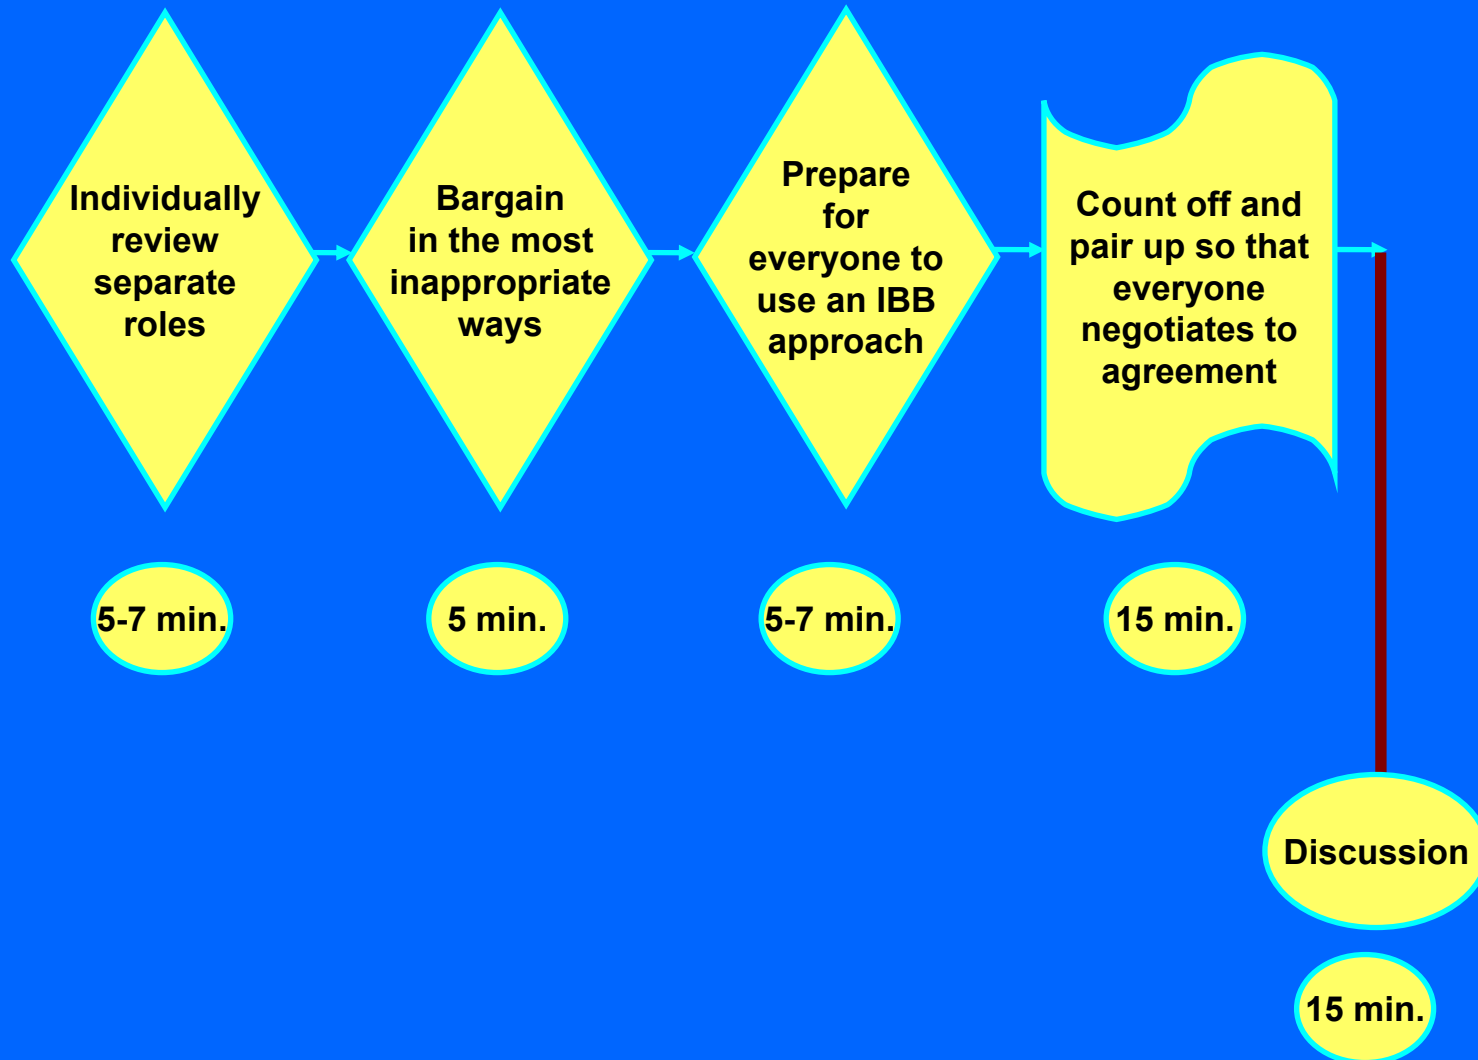 Individually
review
separate
roles
Bargain
in the most
inappropriate
ways
Prepare
for
everyone to
use an IBB
approach
Count off and
pair up so that
everyone
negotiates to
agreement
5-7 min.
5 min.
5-7 min.
15 min.
Discussion
15 min.